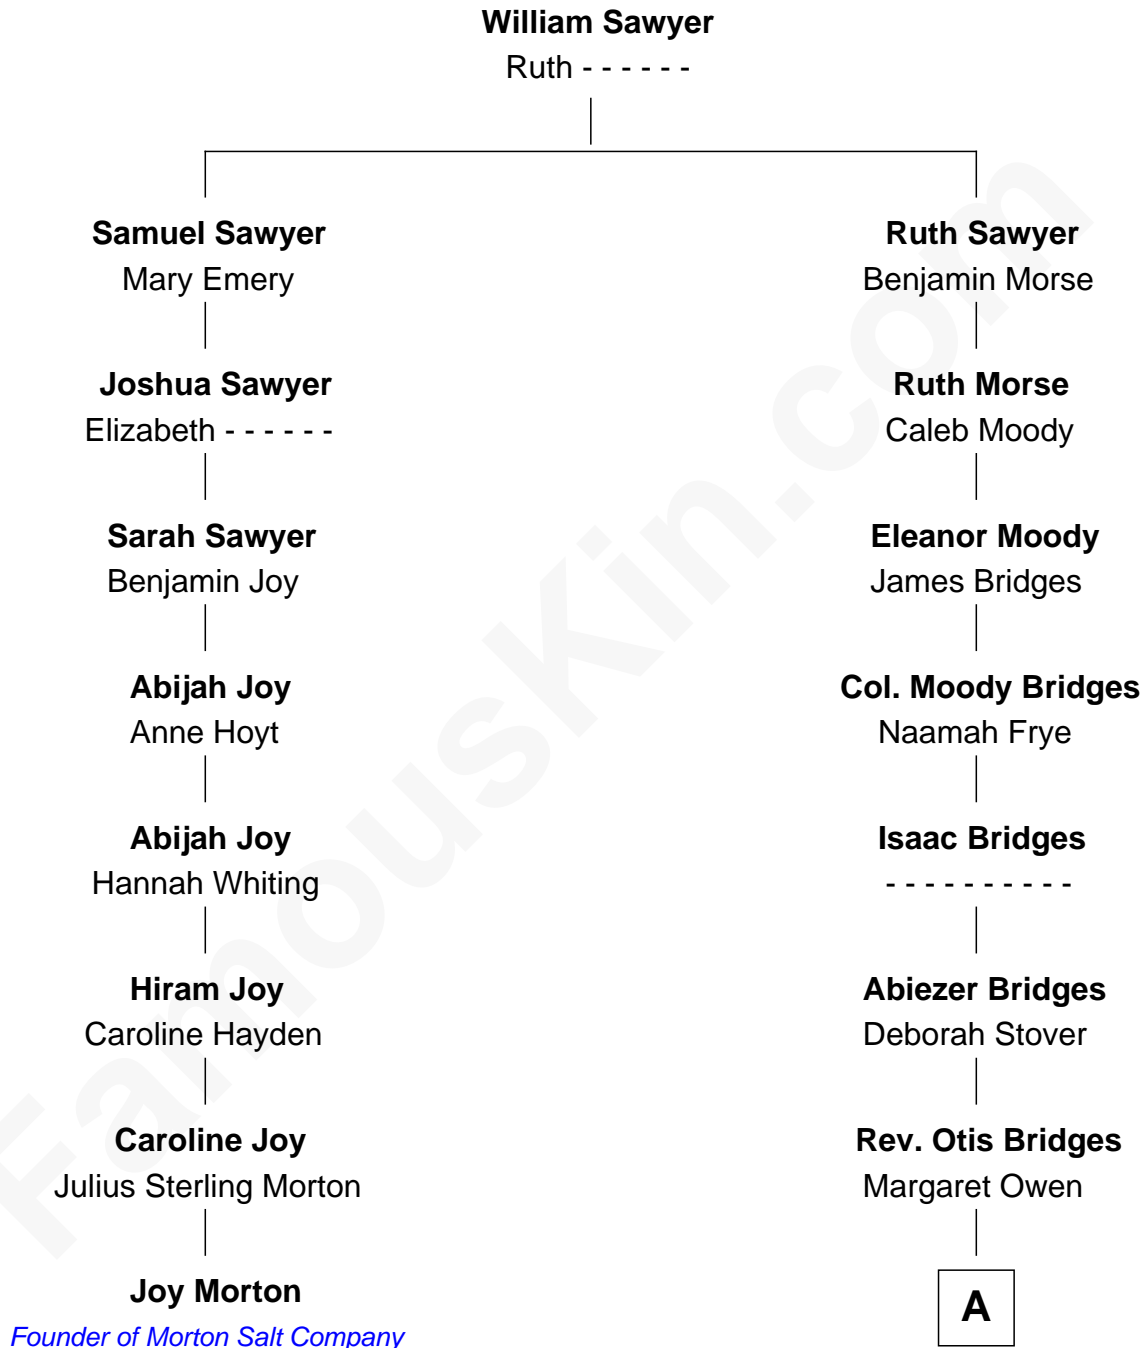 William Sawyer
Ruth - - - - - -
Samuel Sawyer
Mary Emery
Ruth Sawyer
Benjamin Morse
Joshua Sawyer
Elizabeth - - - - - -
Ruth Morse
Caleb Moody
Sarah Sawyer
Benjamin Joy
Eleanor Moody
James Bridges
Abijah Joy
Anne Hoyt
Col. Moody Bridges
Naamah Frye
Abijah Joy
Hannah Whiting
Isaac Bridges
- - - - - - - - - -
Hiram Joy
Caroline Hayden
Abiezer Bridges
Deborah Stover
Caroline Joy
Julius Sterling Morton
Rev. Otis Bridges
Margaret Owen
Joy Morton
Founder of Morton Salt Company
A
FamousKin.com